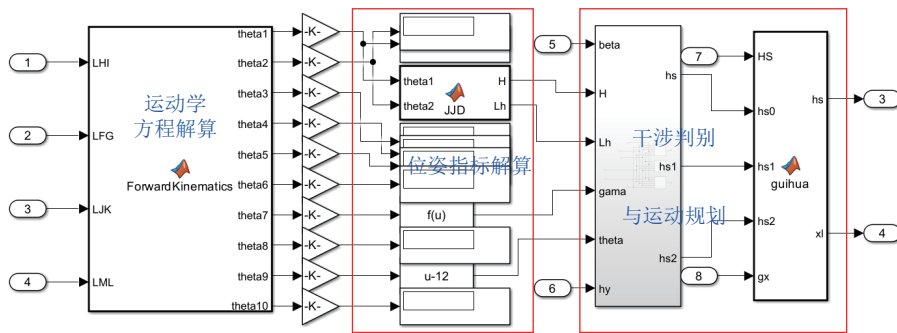 1
2
3
4
LHI
LFG
LJK
LML
运动学
方程解算
ForwardKinematics
theta1
theta2
theta3
theta4
theta5
theta6
theta7
theta8
theta9
theta10
-K-
-K-
-K-
-K-
-K-
-K-
-K-
-K-
-K-
-K-
theta1
theta2
H
Lh
JJD
位姿指标解算
f(u)
u-12
5
6
beta
H
Lh
gama
theta
hy
hs
hs1
hs2
干涉判别
与运动规划
7
8
HS
hs0
hs1
hs2
gx
guihua
hs
xl
3
4